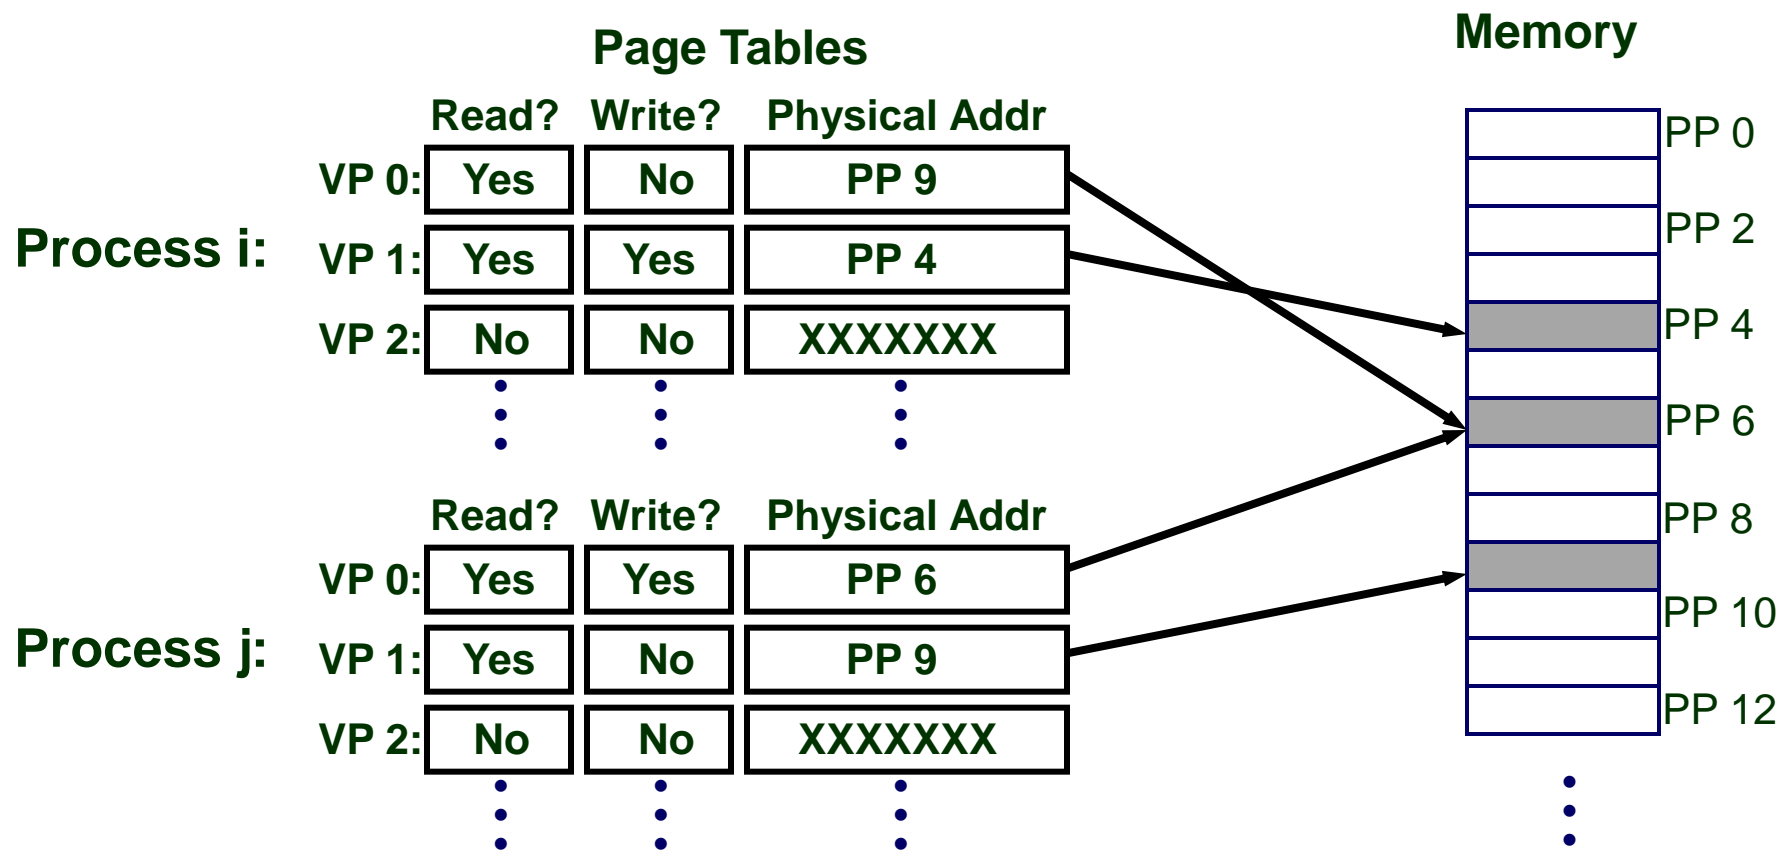 Page Tables
Memory
Read? Write? Physical Addr
Process i:
VP 0: Yes No PP 9
VP 1: Yes Yes PP 4
VP 2: No No XXXXXXX
Read? Write? Physical Addr
Process j:
VP 0: Yes Yes PP 6
VP 1: Yes No PP 9
VP 2: No No XXXXXXX
PP 0
PP 2
PP 4
PP 6
PP 8
PP 10
PP 12